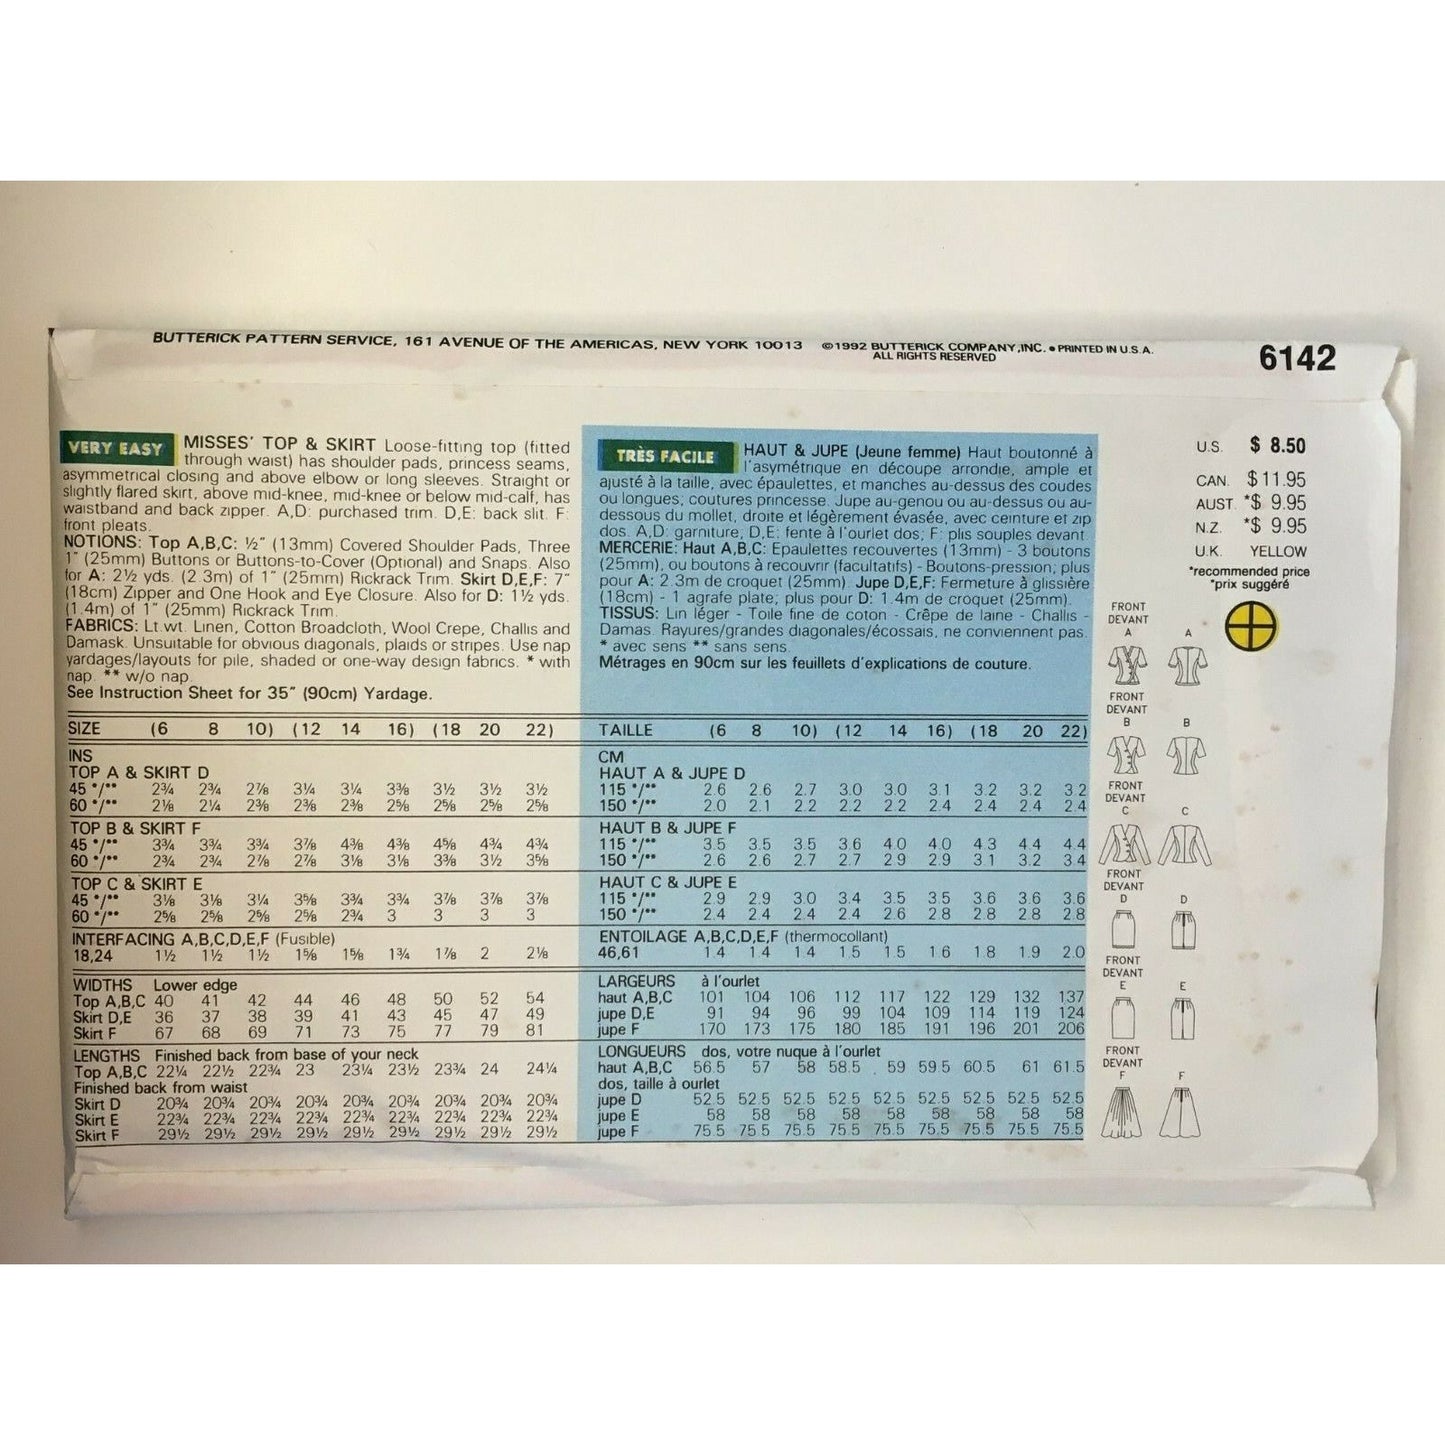 BUTTERICK PATTERN SERVICE, 161 AVENUE OF THE AMERICAS, NEW YORK 10013 ©1992 BUTTERICK COMPANY, INC. • PRINTED IN U.S.A.
ALL RIGHTS RESERVED
6142
VERY EASY
MISSES' TOP & SKIRT Loose-fitting top (fitted
through waist) has shoulder pads, princess seams,
asymmetrical closing and above elbow or long sleeves. Straight or
slightly flared skirt, above mid-knee, mid-knee or below mid-calf, has
waistband and back zipper. A,D: purchased trim. D,E: back slit. F:
front pleats.
NOTIONS: Top A,B,C: ½" (13mm) Covered Shoulder Pads, Three
1" (25mm) Buttons or Buttons-to-Cover (Optional) and Snaps. Also
for A: 2½ yds. (2.3m) of 1" (25mm) Rickrack Trim. Skirt D,E,F: 7"
(18cm) Zipper and One Hook and Eye Closure. Also for D: 1½ yds.
(1.4m) of 1" (25mm) Rickrack Trim.
FABRICS: Lt.wt. Linen, Cotton Broadcloth, Wool Crepe, Challis and
Damask. Unsuitable for obvious diagonals, plaids or stripes. Use nap
yardages/layouts for pile, shaded or one-way design fabrics. * with
nap. ** w/o nap.
See Instruction Sheet for 35" (90cm) Yardage.
SIZE (6 8 10) (12 14 16) (18 20 22)
INS
TOP A & SKIRT D
45 */** 2¾ 2¾ 2⅞ 3¼ 3¼ 3⅜ 3½ 3½ 3½
60 */** 2⅛ 2¼ 2⅜ 2⅜ 2⅜ 2⅝ 2⅝ 2⅝ 2⅝
TOP B & SKIRT F
45 */** 3¾ 3¾ 3¾ 3⅞ 4⅜ 4⅜ 4⅝ 4¾ 4¾
60 */** 2¾ 2¾ 2⅞ 2⅞ 3⅛ 3⅛ 3⅜ 3½ 3⅝
TOP C & SKIRT E
45 */** 3⅛ 3⅛ 3¼ 3⅝ 3¾ 3¾ 3⅞ 3⅞ 3⅞
60 */** 2⅝ 2⅝ 2⅝ 2⅝ 2¾ 3 3 3 3
INTERFACING A,B,C,D,E,F (Fusible)
18,24 1½ 1½ 1½ 1⅝ 1⅝ 1¾ 1⅞ 2 2⅛
WIDTHS Lower edge
Top A,B,C 40 41 42 44 46 48 50 52 54
Skirt D,E 36 37 38 39 41 43 45 47 49
Skirt F 67 68 69 71 73 75 77 79 81
LENGTHS Finished back from base of your neck
Top A,B,C 22¼ 22½ 22¾ 23 23¼ 23½ 23¾ 24 24¼
Finished back from waist
Skirt D 20¾ 20¾ 20¾ 20¾ 20¾ 20¾ 20¾ 20¾ 20¾
Skirt E 22¾ 22¾ 22¾ 22¾ 22¾ 22¾ 22¾ 22¾ 22¾
Skirt F 29½ 29½ 29½ 29½ 29½ 29½ 29½ 29½ 29½
TRÈS FACILE
HAUT & JUPE (Jeune femme) Haut boutonné à
l'asymétrique en découpe arrondie, ample et
ajusté à la taille, avec épaulettes, et manches au-dessus des coudes
ou longues; coutures princesse. Jupe au-genou ou au-dessus ou au-
dessous du mollet, droite et légèrement évasée, avec ceinture et zip
dos. A,D: garniture, D,E: fente à l'ourlet dos; F: plis souples devant.
MERCERIE: Haut A,B,C: Epaulettes recouvertes (13mm) - 3 boutons
(25mm), ou boutons à recouvrir (facultatifs) - Boutons-pression; plus
pour A: 2.3m de croquet (25mm). Jupe D,E,F: Fermeture à glissière
(18cm) - 1 agrafe plate; plus pour D: 1.4m de croquet (25mm).
TISSUS: Lin léger - Toile fine de coton - Crêpe de laine - Challis -
Damas. Rayures/grandes diagonales/écossais, ne conviennent pas.
* avec sens ** sans sens.
Métrages en 90cm sur les feuillets d'explications de couture.
TAILLE (6 8 10) (12 14 16) (18 20 22)
CM
HAUT A & JUPE D
115 */** 2.6 2.6 2.7 3.0 3.0 3.1 3.2 3.2 3.2
150 */** 2.0 2.1 2.2 2.2 2.2 2.4 2.4 2.4 2.4
HAUT B & JUPE F
115 */** 3.5 3.5 3.5 3.6 4.0 4.0 4.3 4.4 4.4
150 */** 2.6 2.6 2.7 2.7 2.9 2.9 3.1 3.2 3.4
HAUT C & JUPE E
115 */** 2.9 2.9 3.0 3.4 3.5 3.5 3.6 3.6 3.6
150 */** 2.4 2.4 2.4 2.4 2.6 2.8 2.8 2.8 2.8
ENTOILAGE A,B,C,D,E,F (thermocollant)
46,61 1.4 1.4 1.4 1.5 1.5 1.6 1.8 1.9 2.0
LARGEURS à l'ourlet
haut A,B,C 101 104 106 112 117 122 129 132 137
jupe D,E 91 94 96 99 104 109 114 119 124
jupe F 170 173 175 180 185 191 196 201 206
LONGUEURS dos, votre nuque à l'ourlet
haut A,B,C 56.5 57 58 58.5 59 59.5 60.5 61 61.5
dos, taille à ourlet
jupe D 52.5 52.5 52.5 52.5 52.5 52.5 52.5 52.5 52.5
jupe E 58 58 58 58 58 58 58 58 58
jupe F 75.5 75.5 75.5 75.5 75.5 75.5 75.5 75.5 75.5
U.S. $ 8.50
CAN. $ 11.95
AUST. *$ 9.95
N.Z. *$ 9.95
U.K. YELLOW
*recommended price
*prix suggéré
FRONT
DEVANT
A A
FRONT
DEVANT
B B
FRONT
DEVANT
C C
FRONT
DEVANT
D D
FRONT
DEVANT
E E
FRONT
DEVANT
F F